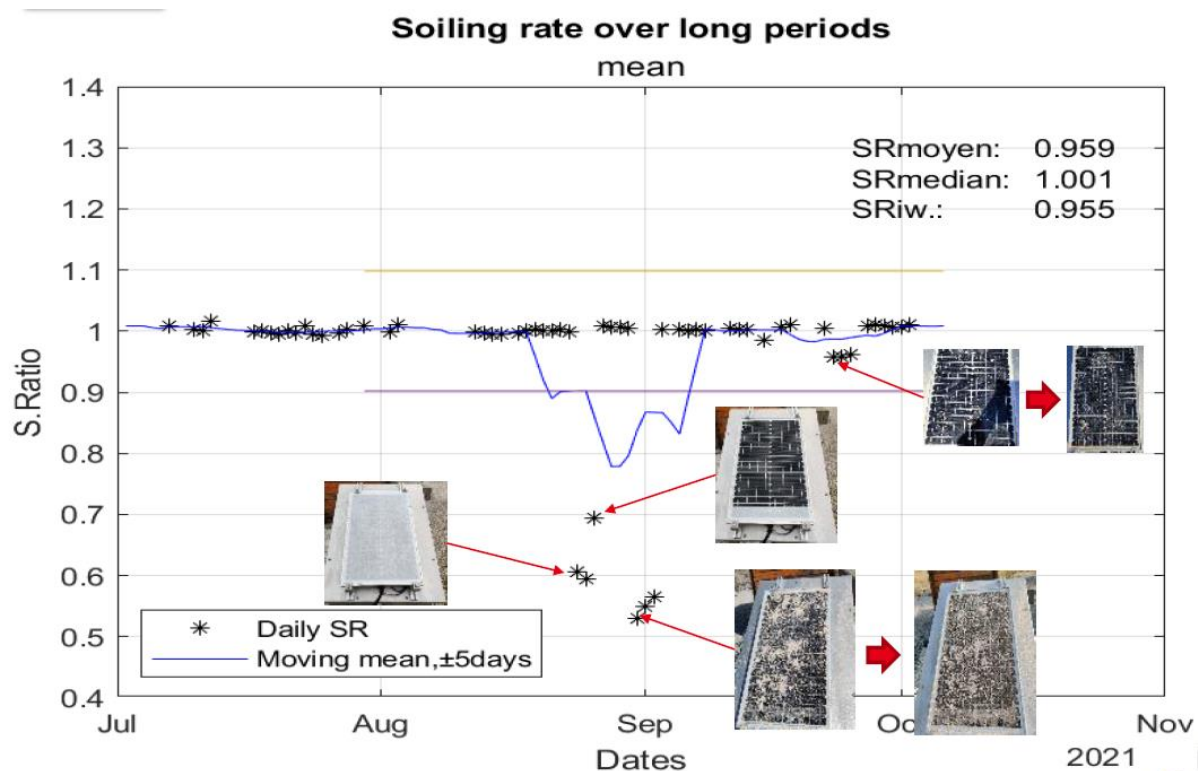 Soiling rate over long periods
mean
1.4
1.3
1.2
1.1
1
0.9
0.8
0.7
0.6
0.5
0.4
S.Ratio
SRmoyen: 0.959
SRmedian: 1.001
SRiw.: 0.955
Daily SR
Moving mean,±5days
Jul Aug Sep Oc Nov
Dates
2021